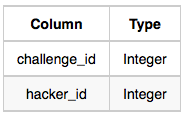 Column Type
challenge_id Integer
hacker_id Integer